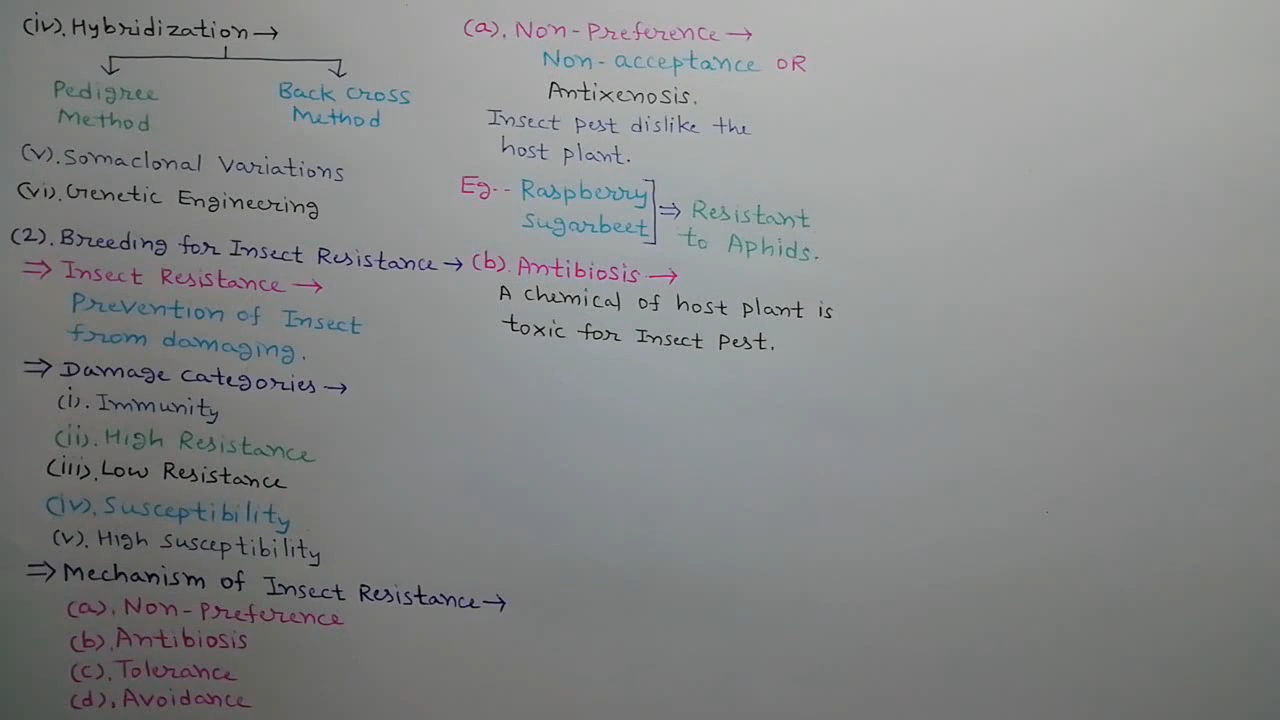 (iv). Hybridization →
Pedigree Method
Back Cross Method
(v). Somaclonal Variations
(vi). Genetic Engineering
(2). Breeding for Insect Resistance →
⇒ Insect Resistance →
Prevention of Insect
from damaging.
⇒ Damage Categories →
(i). Immunity
(ii). High Resistance
(iii). Low Resistance
(iv). Susceptibility
(v). High Susceptibility
⇒ Mechanism of Insect Resistance →
(a). Non-Preference
(b). Antibiosis
(c). Tolerance
(d). Avoidance
(a). Non-Preference →
Non-acceptance OR
Antixenosis.
Insect pest dislike the
host plant.
Eg.- Raspberry
Sugarbeet
⇒ Resistant
to Aphids.
(b). Antibiosis →
A chemical of host plant is
toxic for Insect Pest.